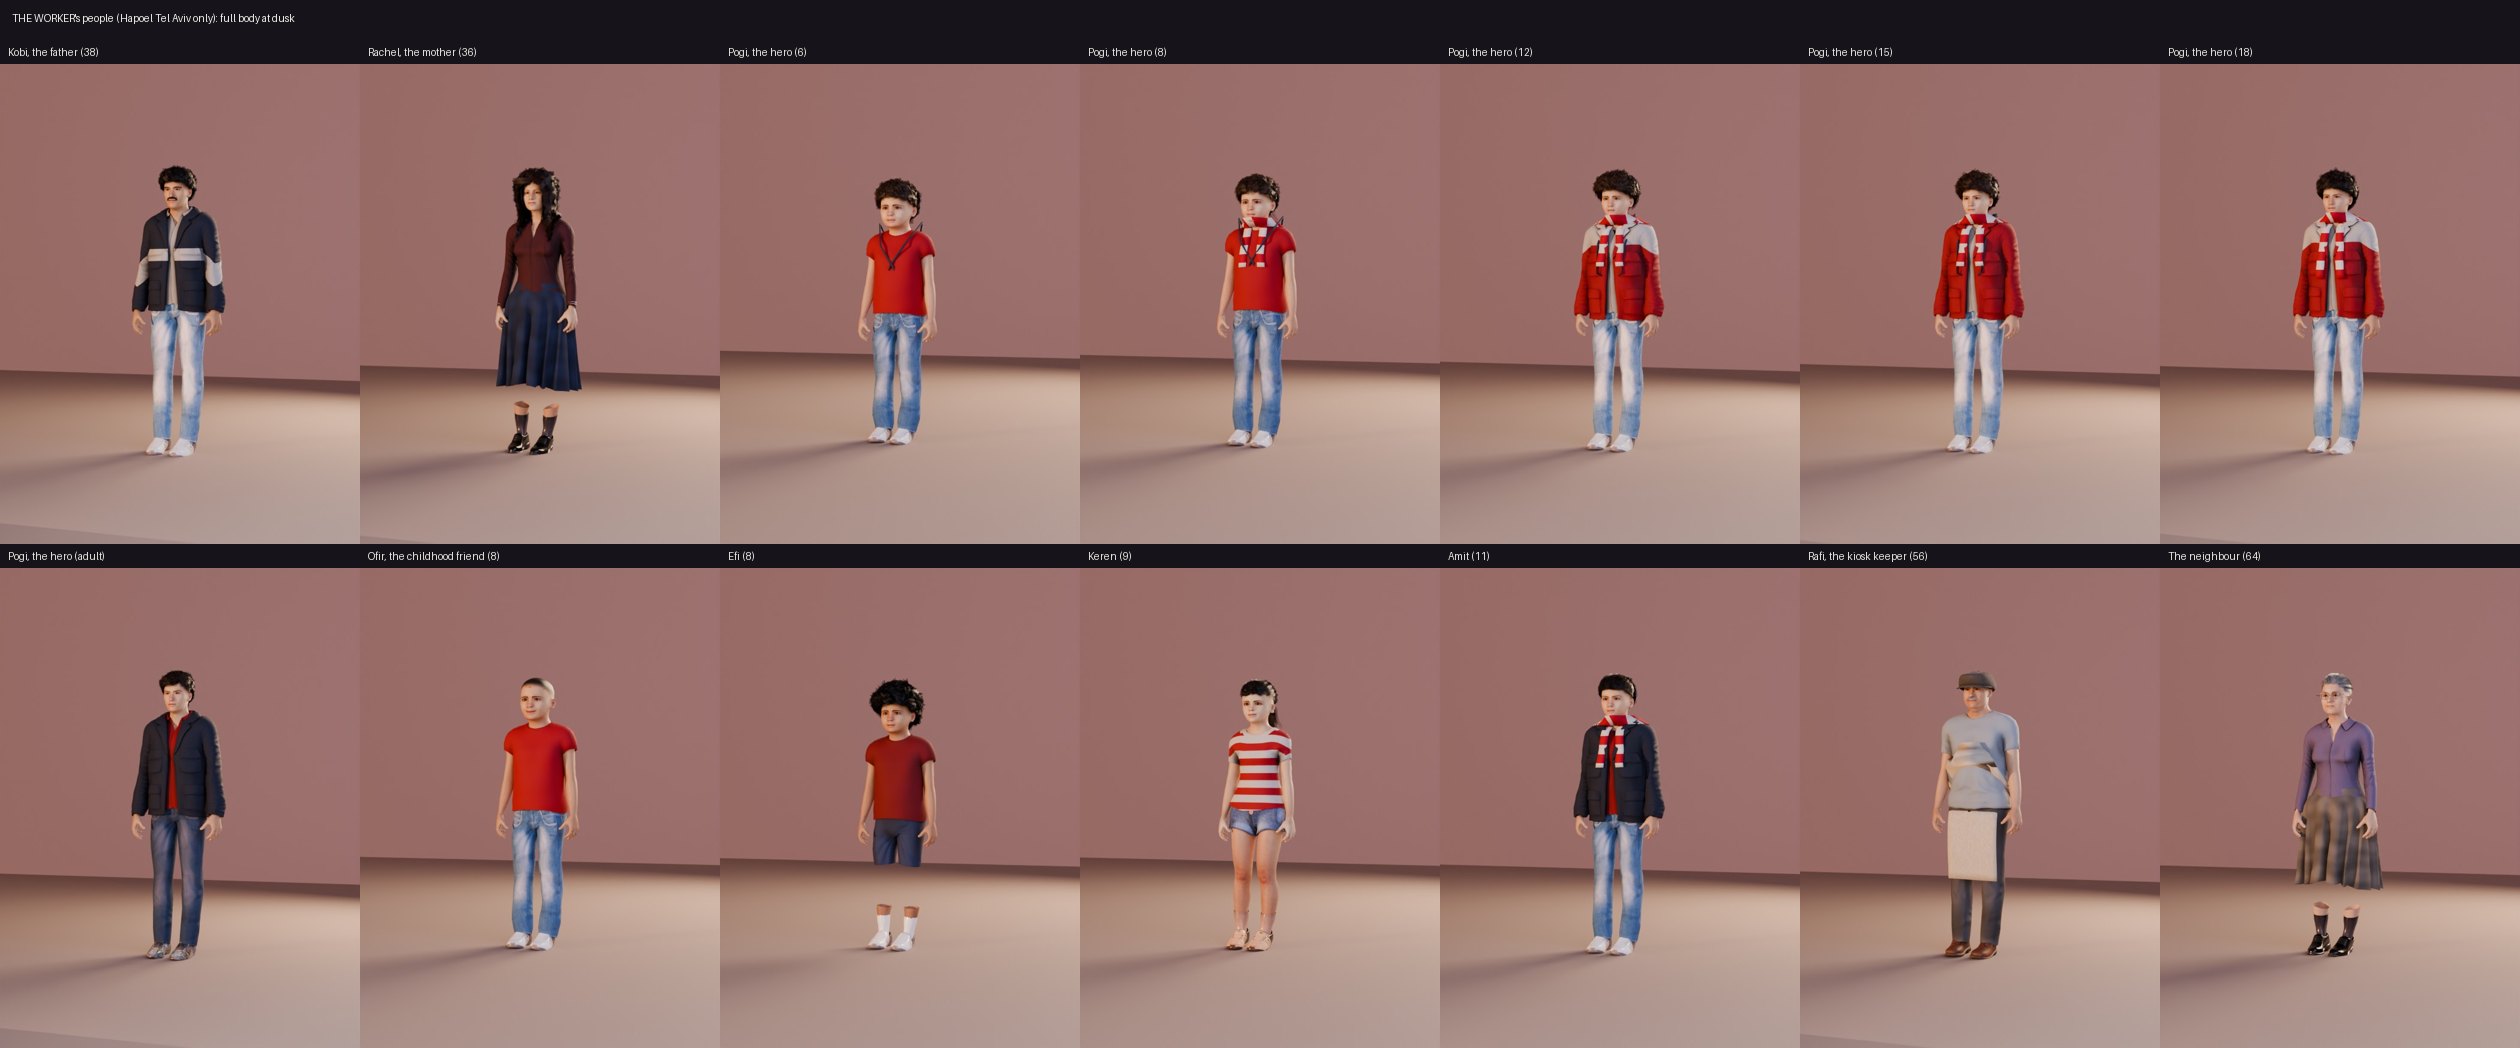 THE WORKER's people (Hapoel Tel Aviv only): full body at dusk
Kobi, the father (38)
Rachel, the mother (36)
Pogi, the hero (6)
Pogi, the hero (8)
Pogi, the hero (12)
Pogi, the hero (15)
Pogi, the hero (18)
Pogi, the hero (adult)
Ofir, the childhood friend (8)
Efi (8)
Keren (9)
Amit (11)
Rafi, the kiosk keeper (56)
The neighbour (64)